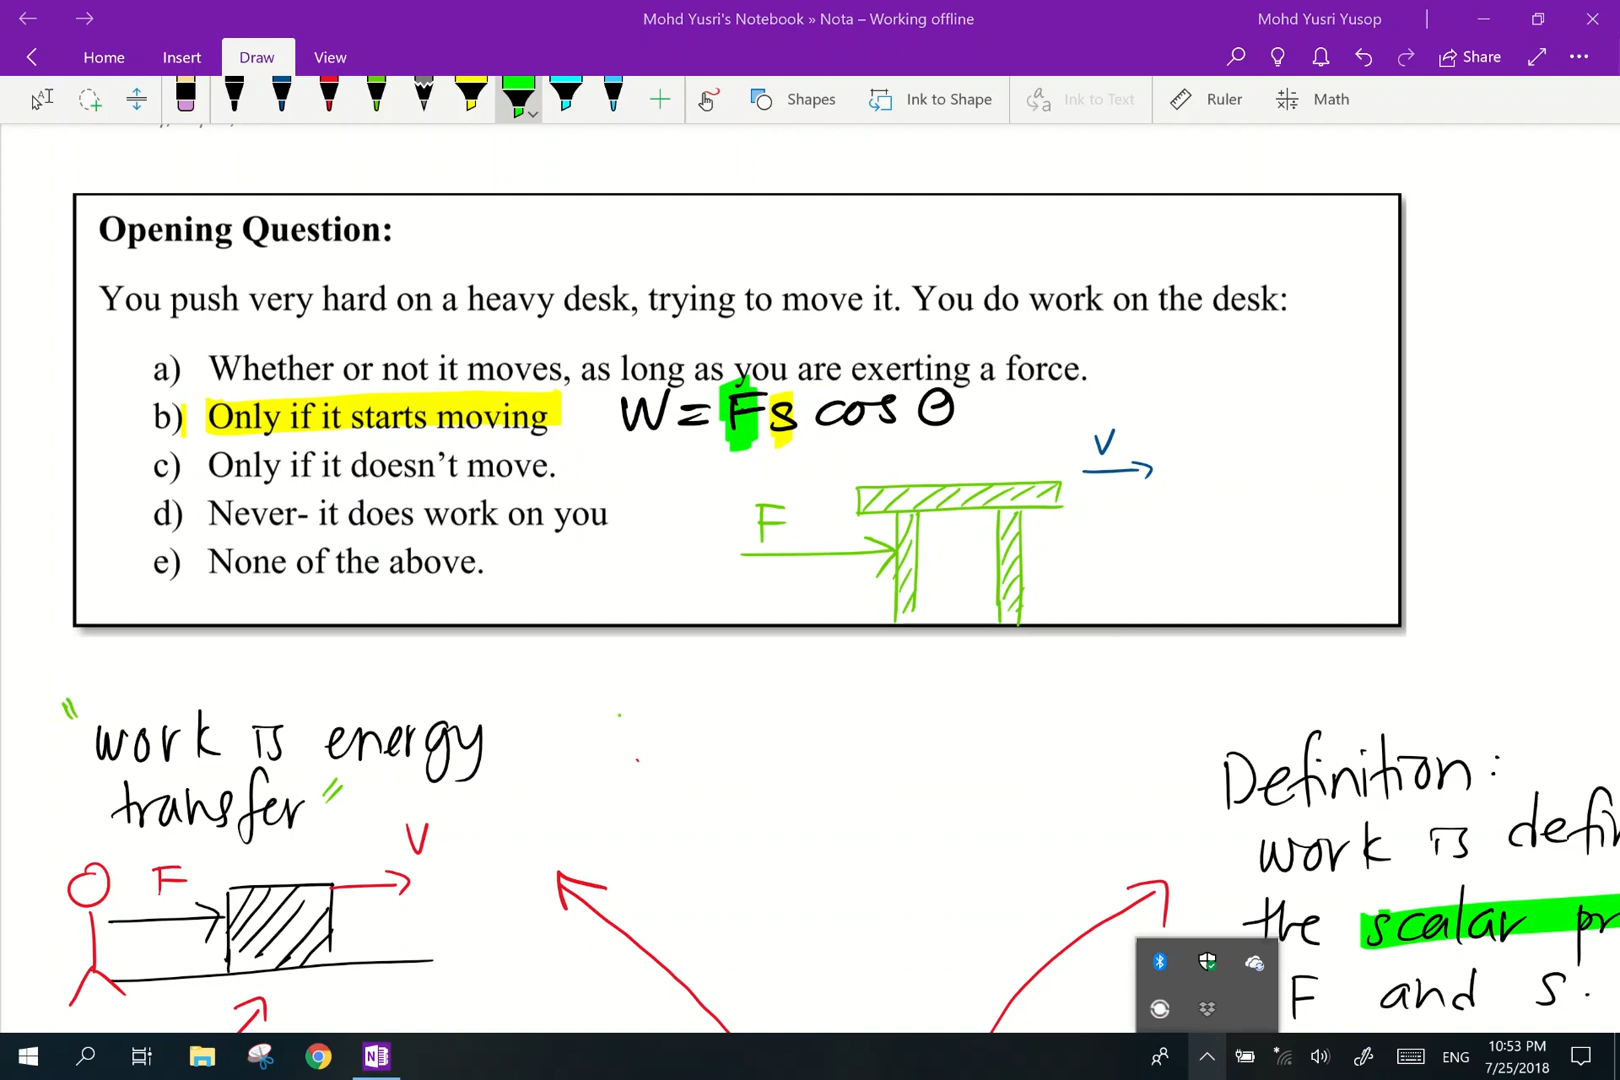 Mohd Yusri's Notebook » Nota – Working offline
Mohd Yusri Yusop
Home
Insert
Draw
View
Share
Shapes
Ink to Shape
Ink to Text
Ruler
Math
Opening Question:
You push very hard on a heavy desk, trying to move it. You do work on the desk:
a) Whether or not it moves, as long as you are exerting a force.
b) Only if it starts moving
W = Fs cos θ
c) Only if it doesn’t move.
V
d) Never- it does work on you
F
e) None of the above.
"work is energy
transfer"
Definition:
work is defi
the scalar pr
F and s.
F
V
ENG
10:53 PM
7/25/2018